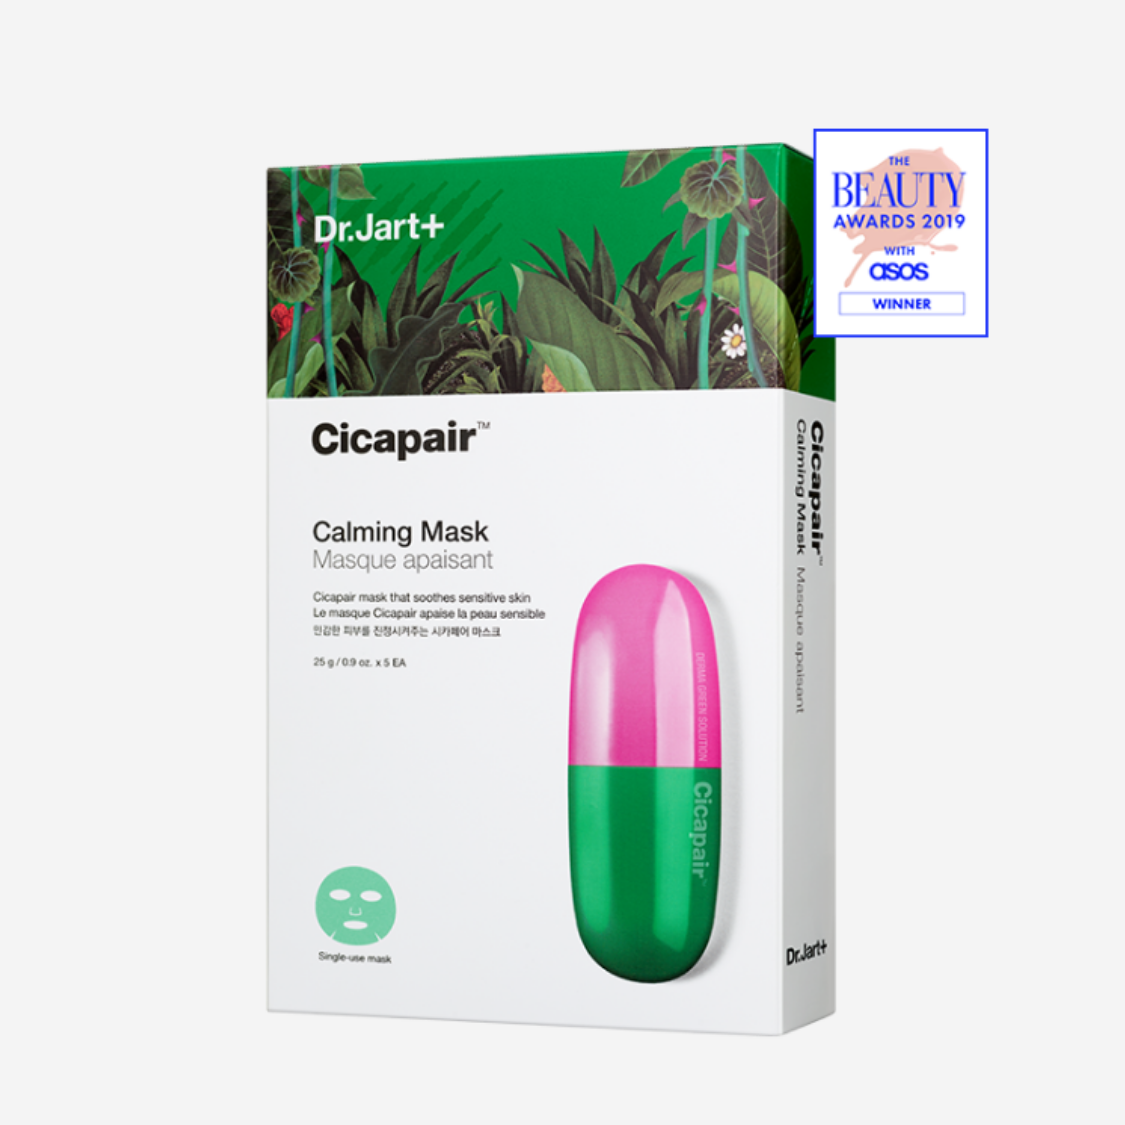 Dr.Jart+
THE
BEAUTY
AWARDS 2019
WITH
asos
WINNER
Cicapair™
Calming Mask
Masque apaisant
Cicapair mask that soothes sensitive skin
Le masque Cicapair apaise la peau sensible
민감한 피부를 진정시켜주는 시카페어 마스크
25 g / 0.9 oz. x 5 EA
DERMA GREEN SOLUTION
Cicapair™
Single-use mask
Cicapair™
Calming Mask Masque apaisant
Dr.Jart+